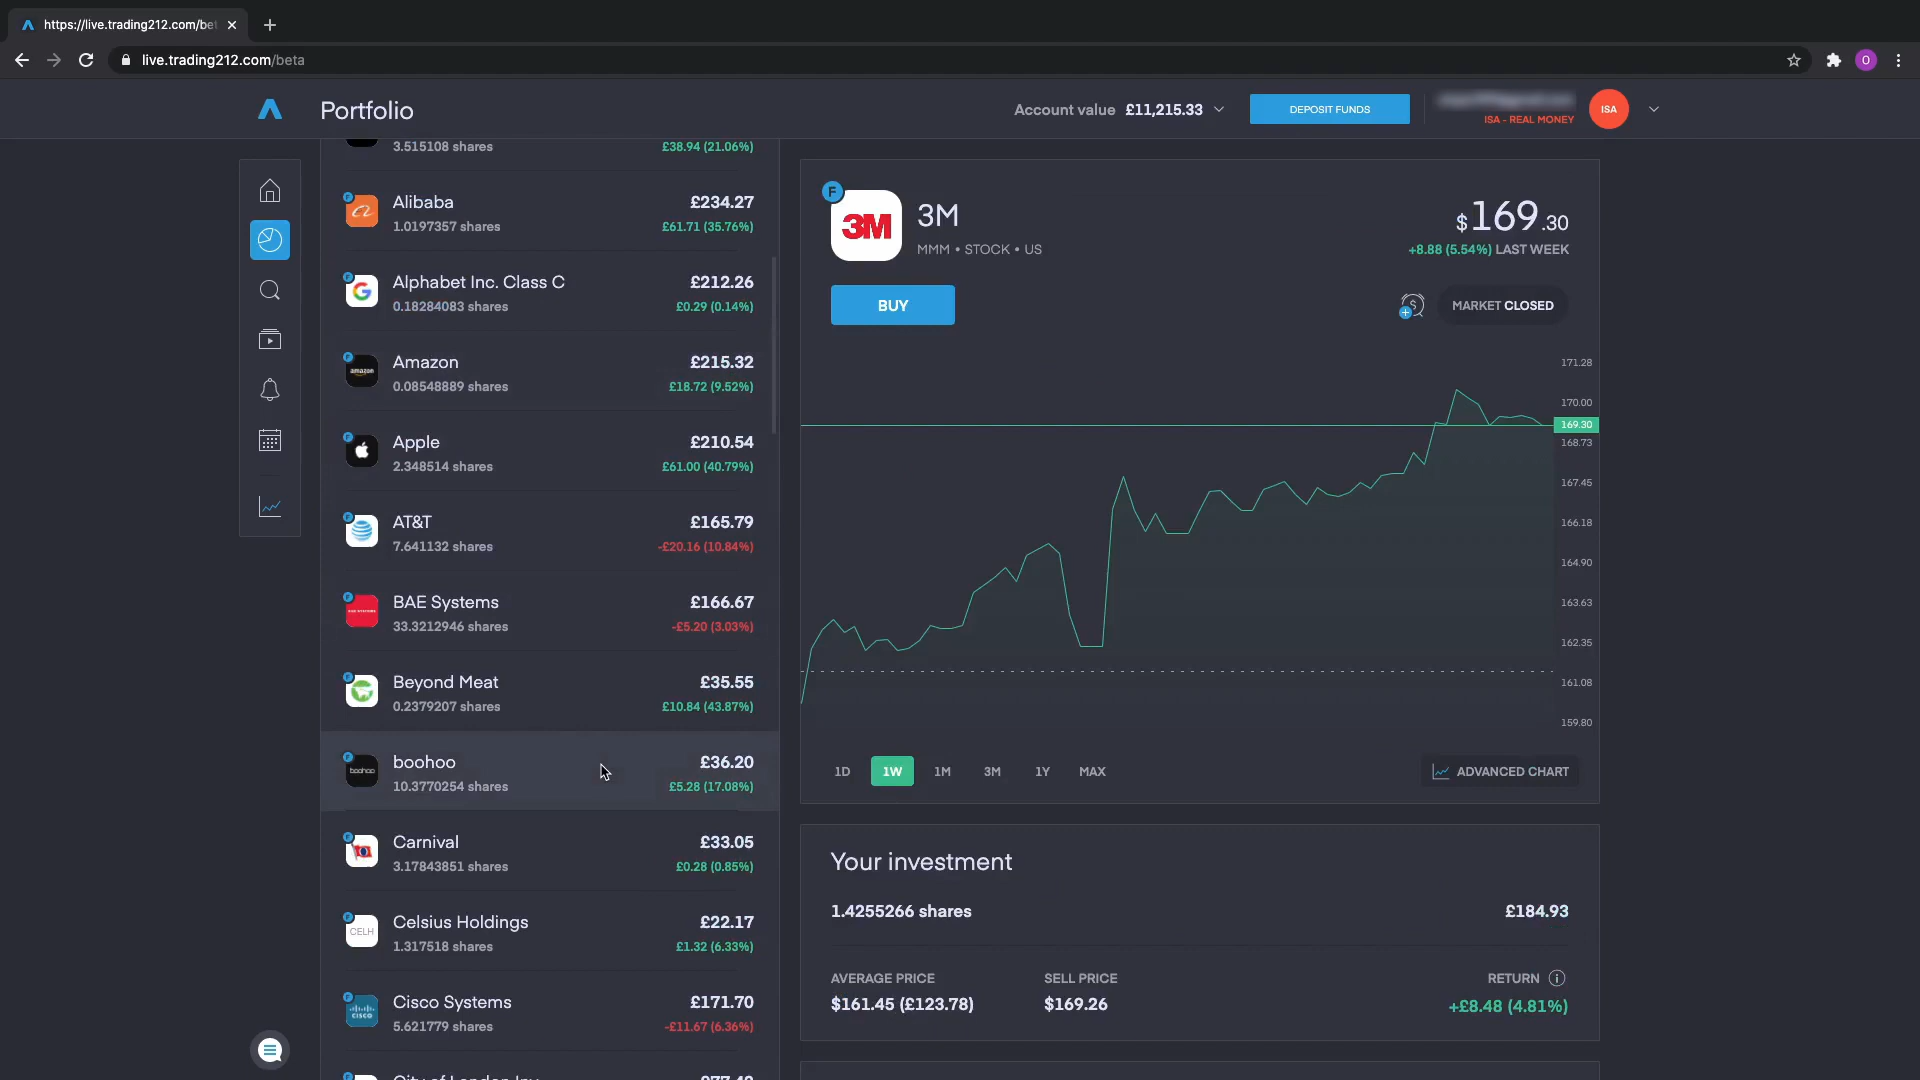 https://live.trading212.com/be
live.trading212.com/beta
O
Portfolio
Account value £11,215.33
DEPOSIT FUNDS
ISA - REAL MONEY
ISA
3.515108 shares £38.94 (21.06%)
Alibaba £234.27
1.0197357 shares £61.71 (35.76%)
Alphabet Inc. Class C £212.26
0.18284083 shares £0.29 (0.14%)
amazon
Amazon £215.32
0.08548889 shares £18.72 (9.52%)
Apple £210.54
2.348514 shares £61.00 (40.79%)
AT&T £165.79
7.641132 shares -£20.16 (10.84%)
BAE SYSTEMS
BAE Systems £166.67
33.3212946 shares -£5.20 (3.03%)
Beyond Meat £35.55
0.2379207 shares £10.84 (43.87%)
boohoo
boohoo £36.20
10.3770254 shares £5.28 (17.08%)
Carnival £33.05
3.17843851 shares £0.28 (0.85%)
CELH
Celsius Holdings £22.17
1.317518 shares £1.32 (6.33%)
CISCO
Cisco Systems £171.70
5.621779 shares -£11.67 (6.36%)
F
3M
3M
MMM • STOCK • US
$169.30
+8.88 (5.54%) LAST WEEK
BUY
MARKET CLOSED
171.28
170.00
169.30
168.73
167.45
166.18
164.90
163.63
162.35
161.08
159.80
1D 1W 1M 3M 1Y MAX
ADVANCED CHART
Your investment
1.4255266 shares £184.93
AVERAGE PRICE SELL PRICE RETURN
$161.45 (£123.78) $169.26 +£8.48 (4.81%)